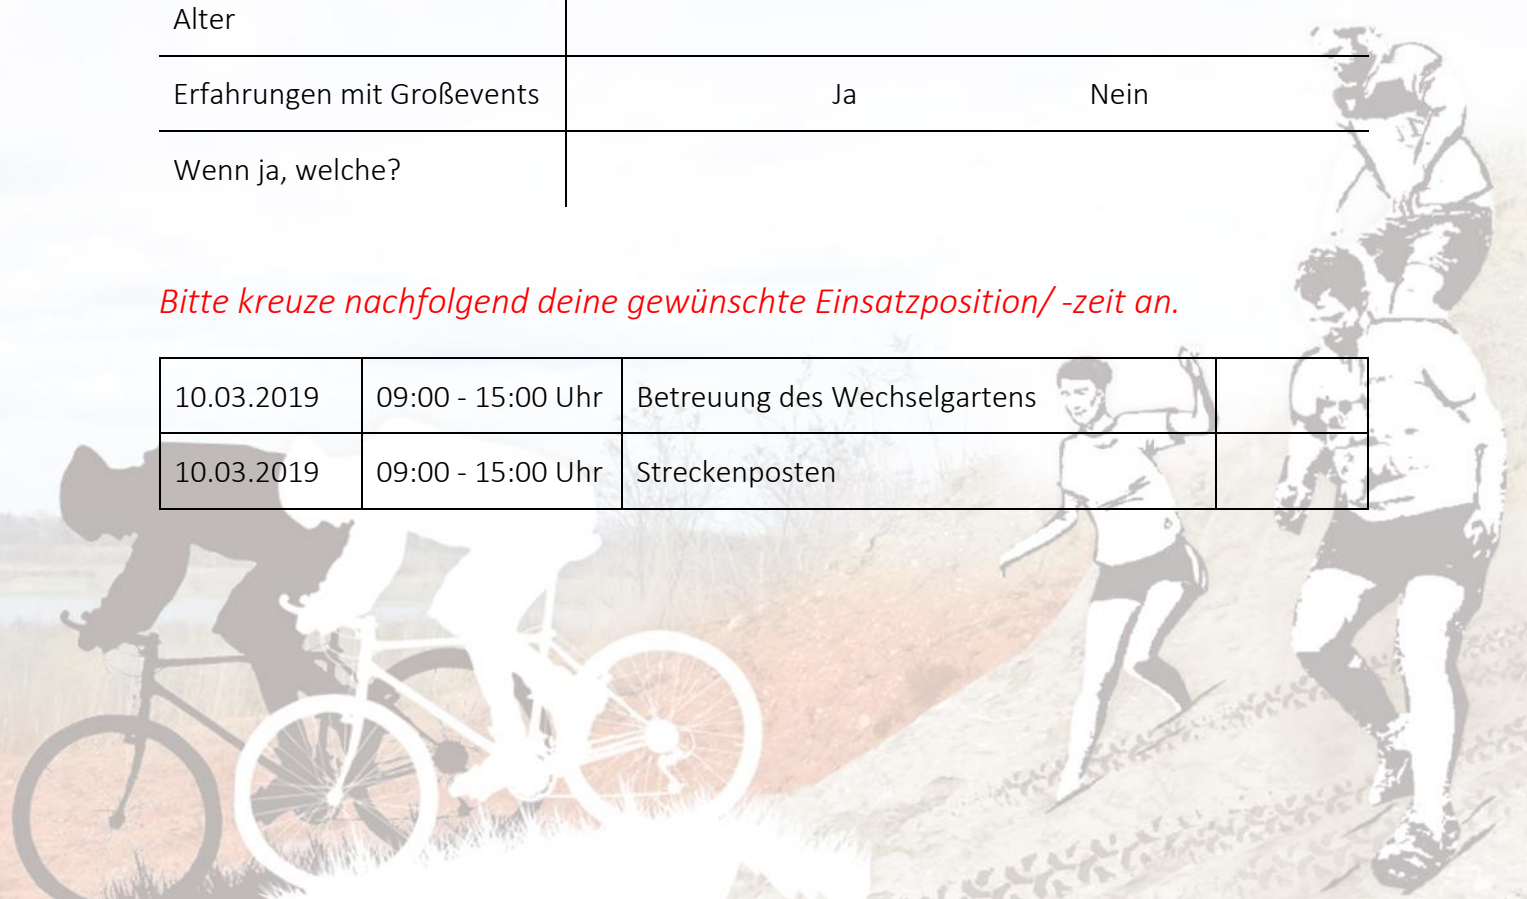 Alter
Erfahrungen mit Großevents Ja Nein
Wenn ja, welche?
Bitte kreuze nachfolgend deine gewünschte Einsatzposition/ -zeit an.
10.03.2019 09:00 - 15:00 Uhr Betreuung des Wechselgartens
10.03.2019 09:00 - 15:00 Uhr Streckenposten